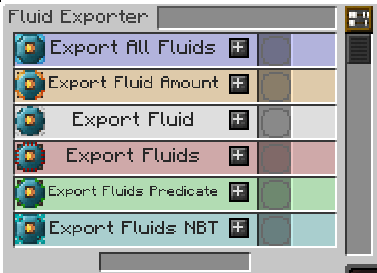 Fluid Exporter
Export All Fluids
Export Fluid Amount
Export Fluid
Export Fluids
Export Fluids Predicate
Export Fluids NBT